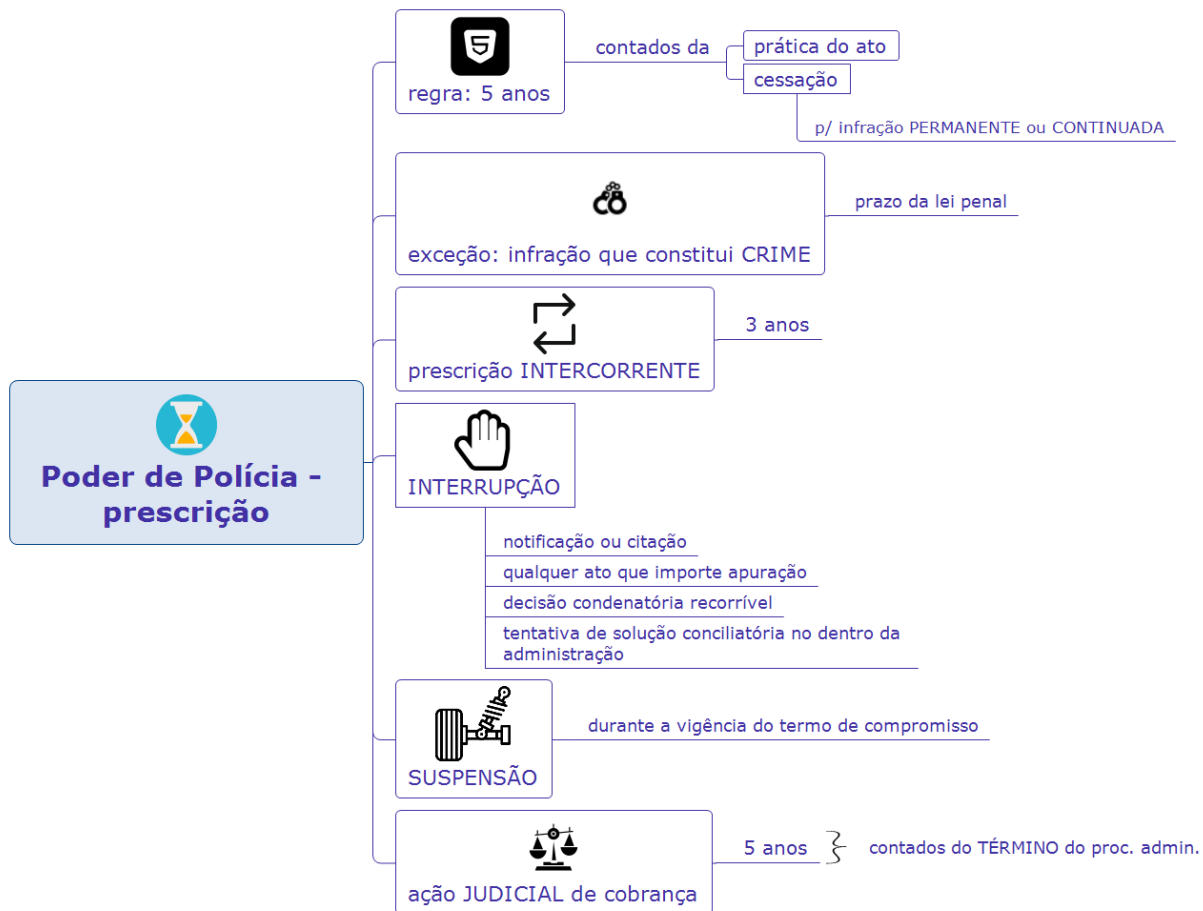 Poder de Polícia -
prescrição
regra: 5 anos
contados da
prática do ato
cessação
p/ infração PERMANENTE ou CONTINUADA
exceção: infração que constitui CRIME
prazo da lei penal
prescrição INTERCORRENTE
3 anos
INTERRUPÇÃO
notificação ou citação
qualquer ato que importe apuração
decisão condenatória recorrível
tentativa de solução conciliatória no dentro da
administração
SUSPENSÃO
durante a vigência do termo de compromisso
ação JUDICIAL de cobrança
5 anos
contados do TÉRMINO do proc. admin.